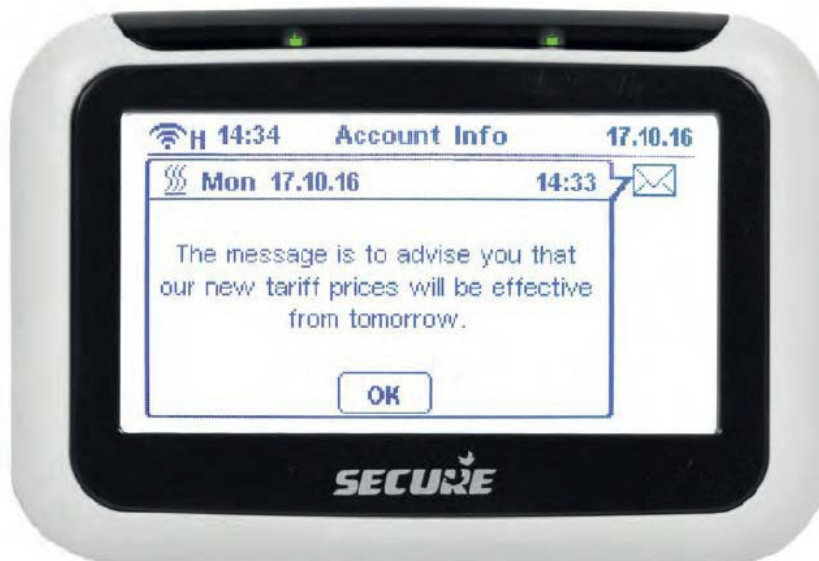 H 14:34 Account Info 17.10.16
Mon 17.10.16 14:33
The message is to advise you that
our new tariff prices will be effective
from tomorrow.
OK
SECURE